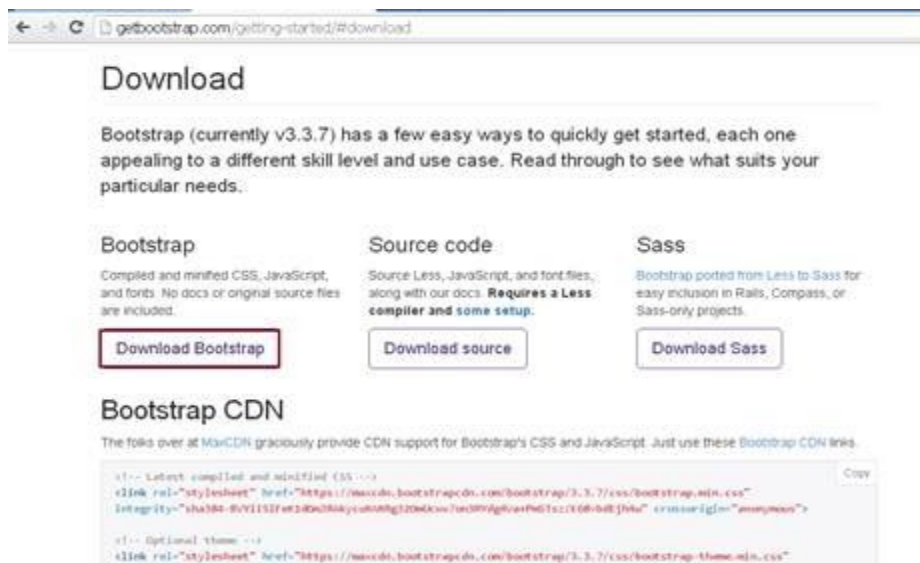 getbootstrap.com/getting-started/#download
Download
Bootstrap (currently v3.3.7) has a few easy ways to quickly get started, each one
appealing to a different skill level and use case. Read through to see what suits your
particular needs.
Bootstrap
Compiled and minified CSS, JavaScript,
and fonts. No docs or original source files
are included.
Download Bootstrap
Source code
Source Less, JavaScript, and font files,
along with our docs. Requires a Less
compiler and some setup.
Download source
Sass
Bootstrap ported from Less to Sass for
easy inclusion in Rails, Compass, or
Sass-only projects.
Download Sass
Bootstrap CDN
The folks over at MaxCDN graciously provide CDN support for Bootstrap's CSS and JavaScript. Just use these Bootstrap CDN links.
Copy
<!-- Latest compiled and minified CSS -->
<link rel="stylesheet" href="https://maxcdn.bootstrapcdn.com/bootstrap/3.3.7/css/bootstrap.min.css"
crossorigin="anonymous">
<!-- Optional theme -->
<link rel="stylesheet" href="https://maxcdn.bootstrapcdn.com/bootstrap/3.3.7/css/bootstrap-theme.min.css"